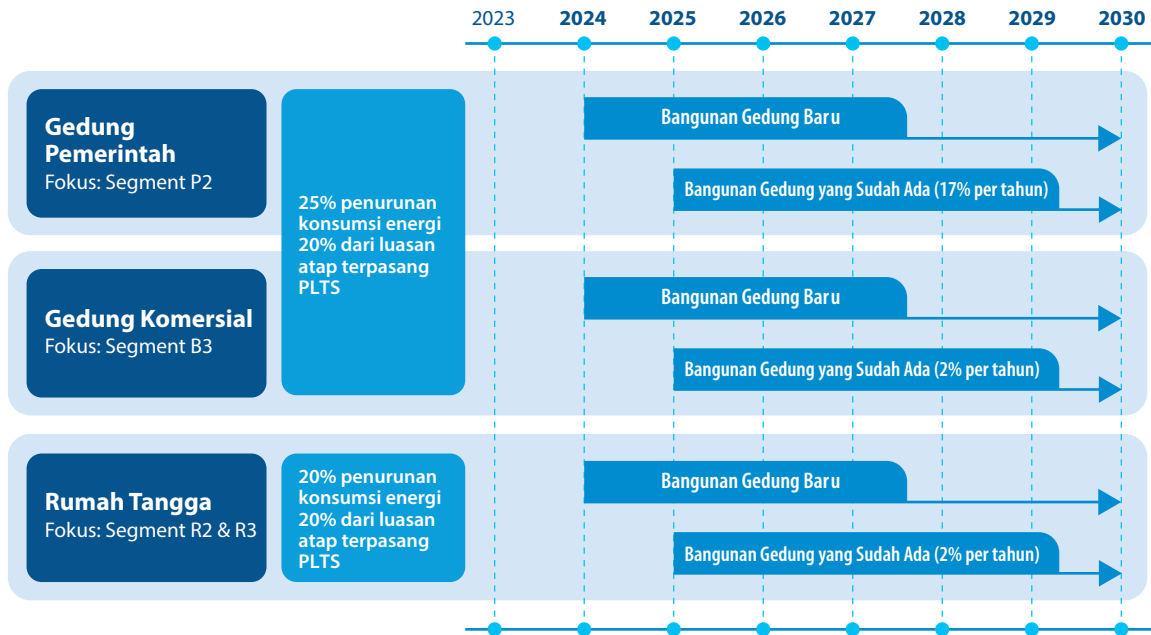 2023 2024 2025 2026 2027 2028 2029 2030
Gedung
Pemerintah
Fokus: Segment P2
25% penurunan
konsumsi energi
20% dari luasan
atap terpasang
PLTS
Bangunan Gedung Baru
Bangunan Gedung yang Sudah Ada (17% per tahun)
Gedung Komersial
Fokus: Segment B3
Bangunan Gedung Baru
Bangunan Gedung yang Sudah Ada (2% per tahun)
Rumah Tangga
Fokus: Segment R2 & R3
20% penurunan
konsumsi energi
20% dari luasan
atap terpasang
PLTS
Bangunan Gedung Baru
Bangunan Gedung yang Sudah Ada (2% per tahun)